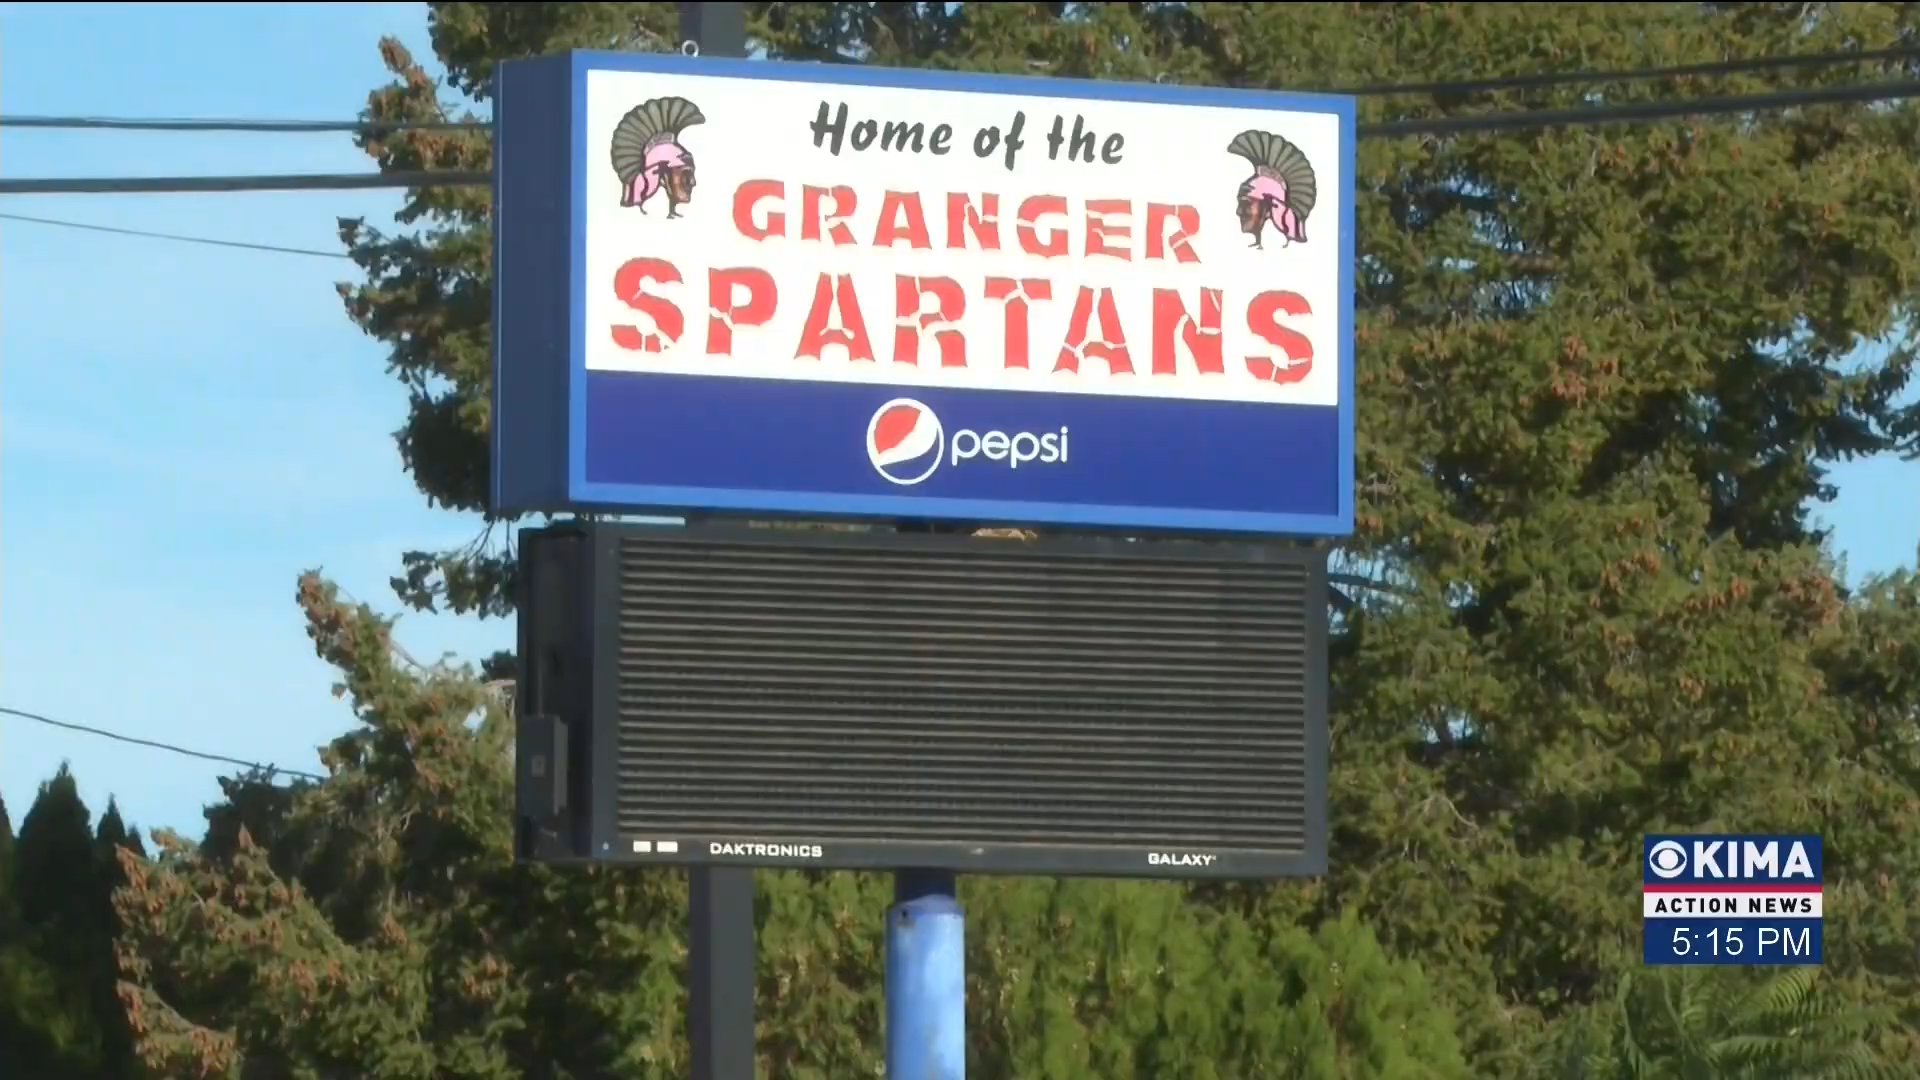 Home of the
GRANGER
SPARTANS
pepsi
DAKTRONICS
GALAXY
KIMA
ACTION NEWS
5:15 PM